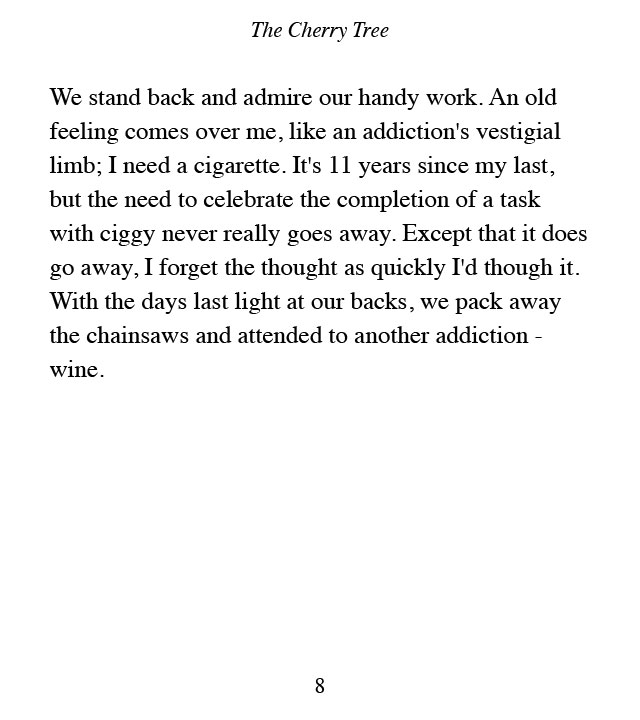 The Cherry Tree
We stand back and admire our handy work. An old
feeling comes over me, like an addiction's vestigial
limb; I need a cigarette. It's 11 years since my last,
but the need to celebrate the completion of a task
with ciggy never really goes away. Except that it does
go away, I forget the thought as quickly I'd though it.
With the days last light at our backs, we pack away
the chainsaws and attended to another addiction -
wine.
8